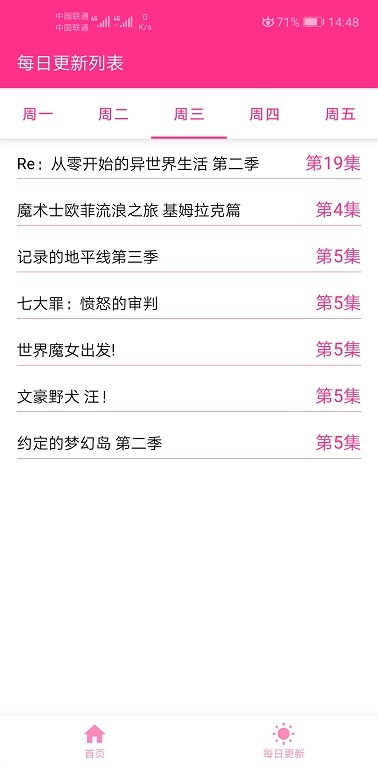 中国联通 4G 4G 0
中国联通 K/s
71% 14:48
每日更新列表
周一 周二 周三 周四 周五
Re：从零开始的异世界生活 第二季 第19集
魔术士欧菲流浪之旅 基姆拉克篇 第4集
记录的地平线第三季 第5集
七大罪：愤怒的审判 第5集
世界魔女出发! 第5集
文豪野犬 汪！ 第5集
约定的梦幻岛 第二季 第5集
首页 每日更新